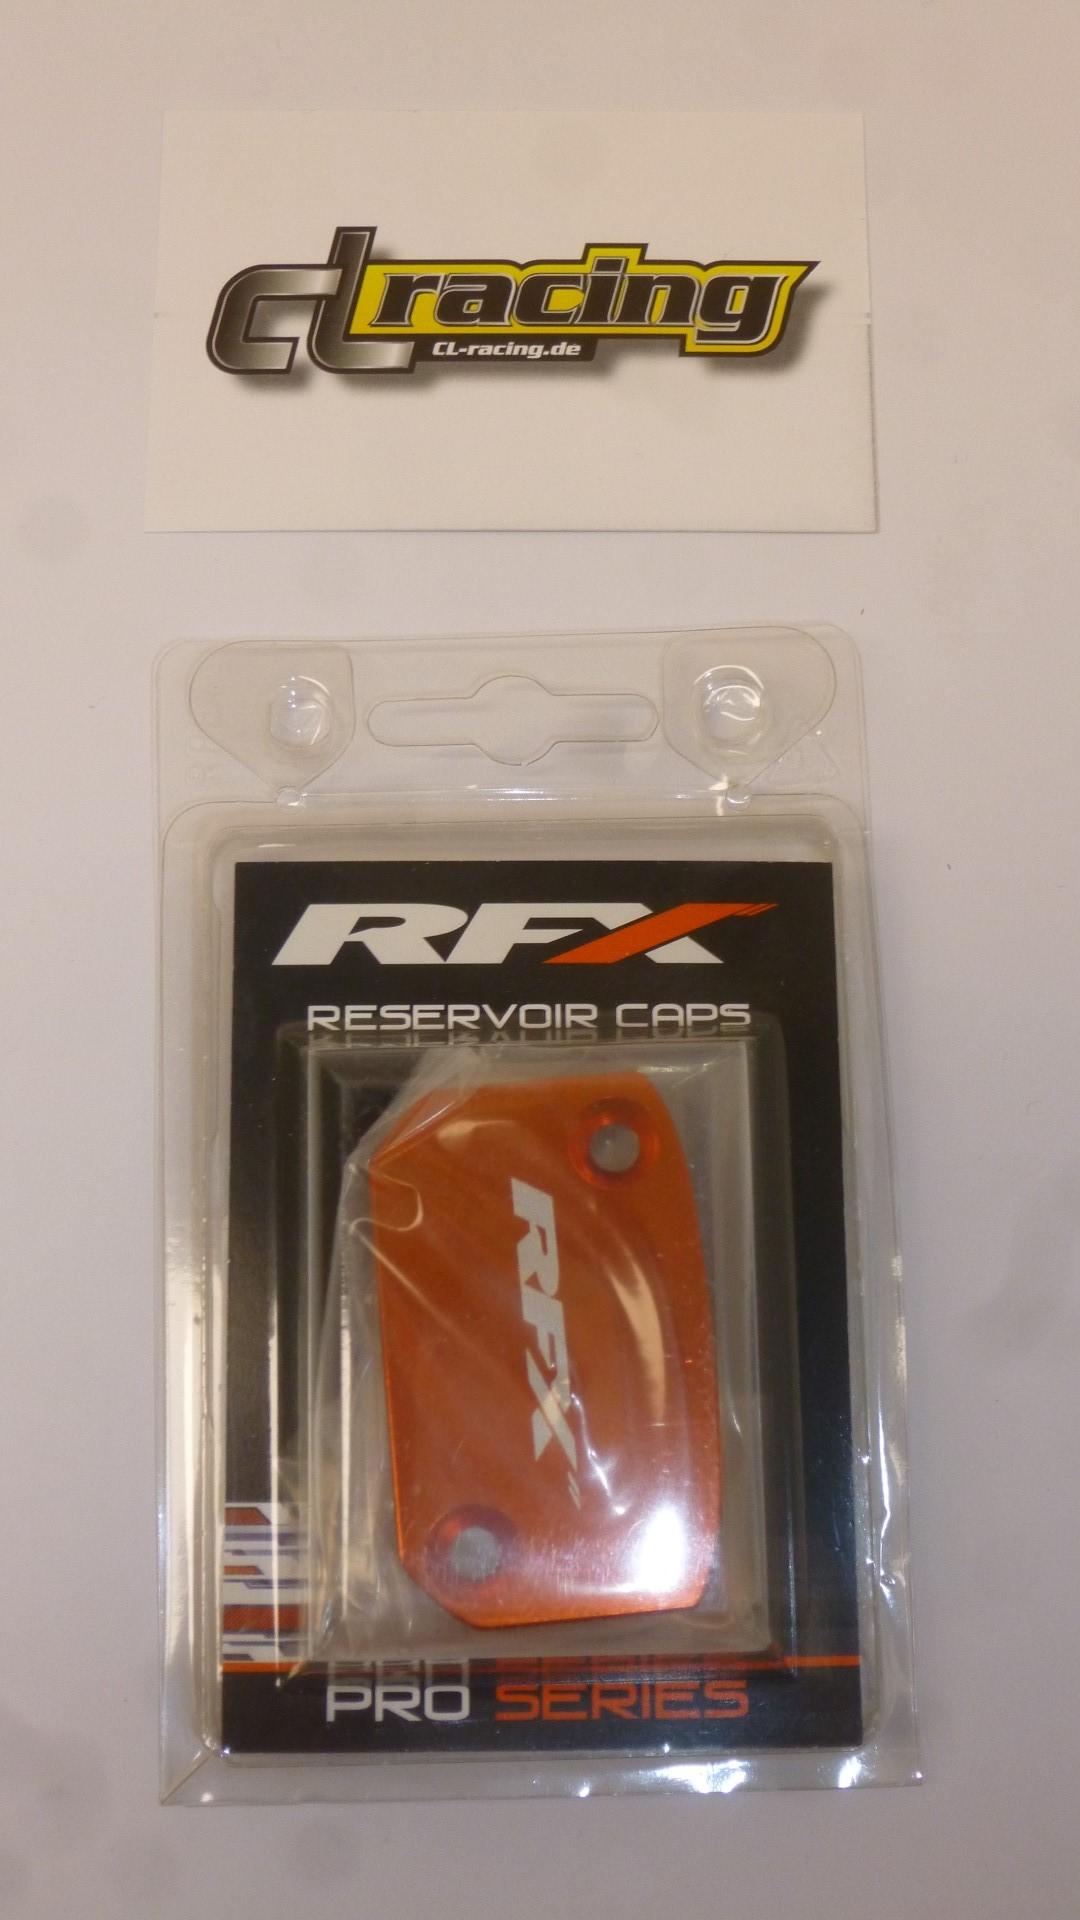 CL racing
CL-racing.de
RFX
RESERVOIR CAPS
RFX
PRO SERIES